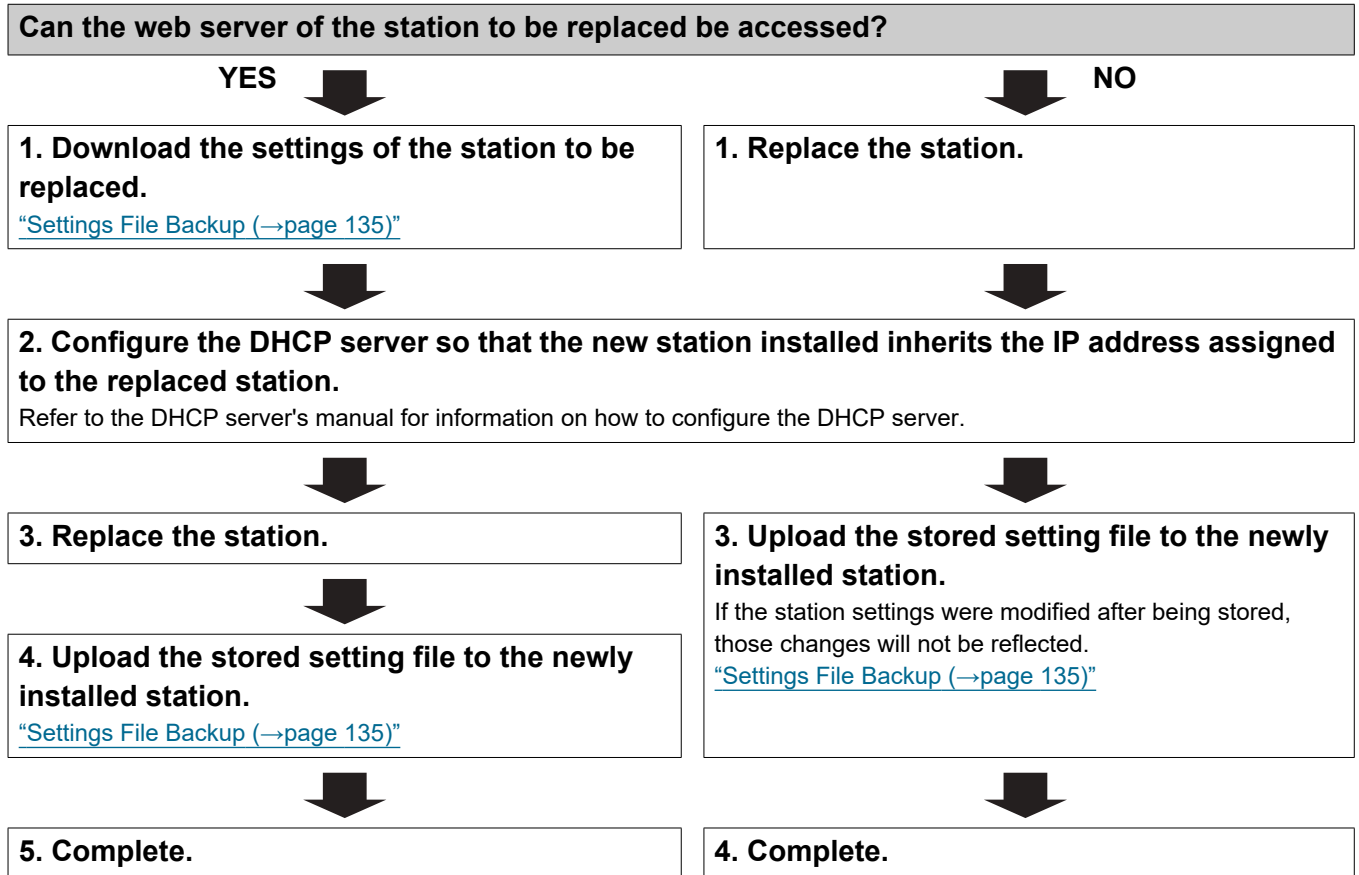 Can the web server of the station to be replaced be accessed?
YES
NO
1. Download the settings of the station to be
replaced.
“Settings File Backup (→page 135)”
1. Replace the station.
2. Configure the DHCP server so that the new station installed inherits the IP address assigned
to the replaced station.
Refer to the DHCP server's manual for information on how to configure the DHCP server.
3. Replace the station.
4. Upload the stored setting file to the newly
installed station.
“Settings File Backup (→page 135)”
3. Upload the stored setting file to the newly
installed station.
If the station settings were modified after being stored,
those changes will not be reflected.
“Settings File Backup (→page 135)”
5. Complete.
4. Complete.